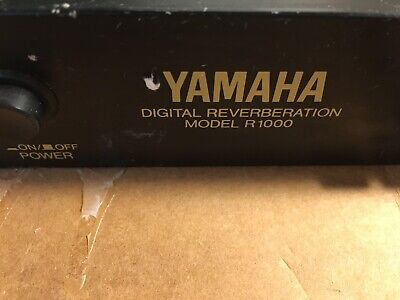 YAMAHA
DIGITAL REVERBERATION
MODEL R1000
ON/OFF
POWER